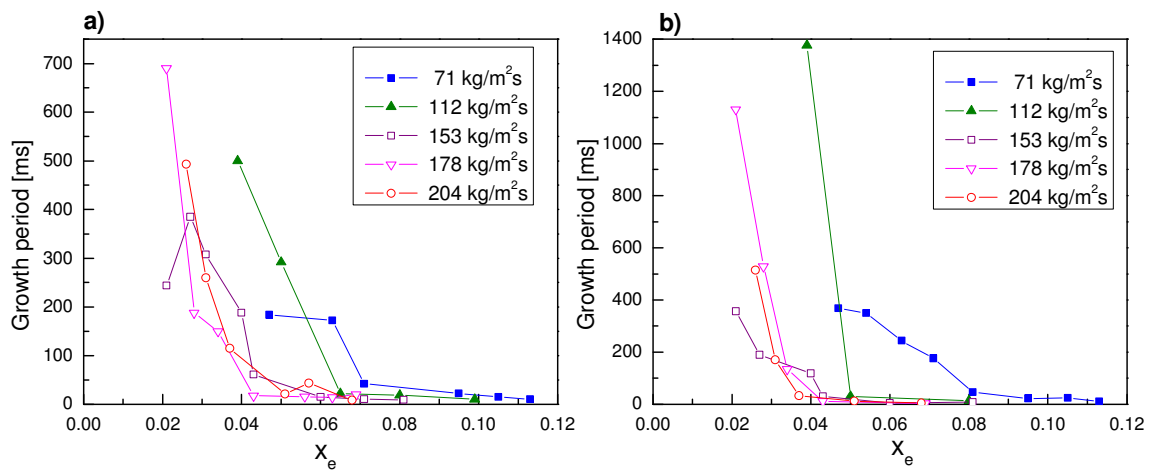 a)
Growth period [ms]
700
600
500
400
300
200
100
0
0.00 0.02 0.04 0.06 0.08 0.10 0.12
x_e
71 kg/m²s
112 kg/m²s
153 kg/m²s
178 kg/m²s
204 kg/m²s
b)
Growth period [ms]
1400
1200
1000
800
600
400
200
0
0.00 0.02 0.04 0.06 0.08 0.10 0.12
x_e
71 kg/m²s
112 kg/m²s
153 kg/m²s
178 kg/m²s
204 kg/m²s